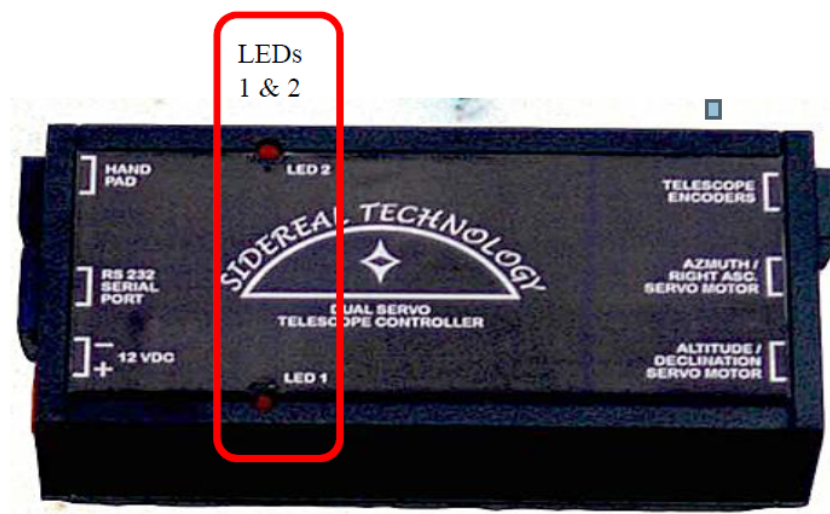 LEDs
1 & 2
HAND
PAD
LED 2
TELESCOPE
ENCODERS
SIDEREAL TECHNOLOGY
RS 232
SERIAL
PORT
AZMUTH /
RIGHT ASC.
SERVO MOTOR
DUAL SERVO
TELESCOPE CONTROLLER
- 12 VDC
+
ALTITUDE /
DECLINATION
SERVO MOTOR
LED 1